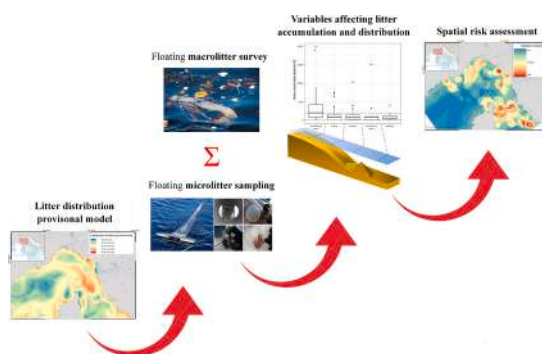 Variables affecting litter
accumulation and distribution
Spatial risk assessment
Floating macrolitter survey
Σ
Floating microlitter sampling
Litter distribution
provisonal model